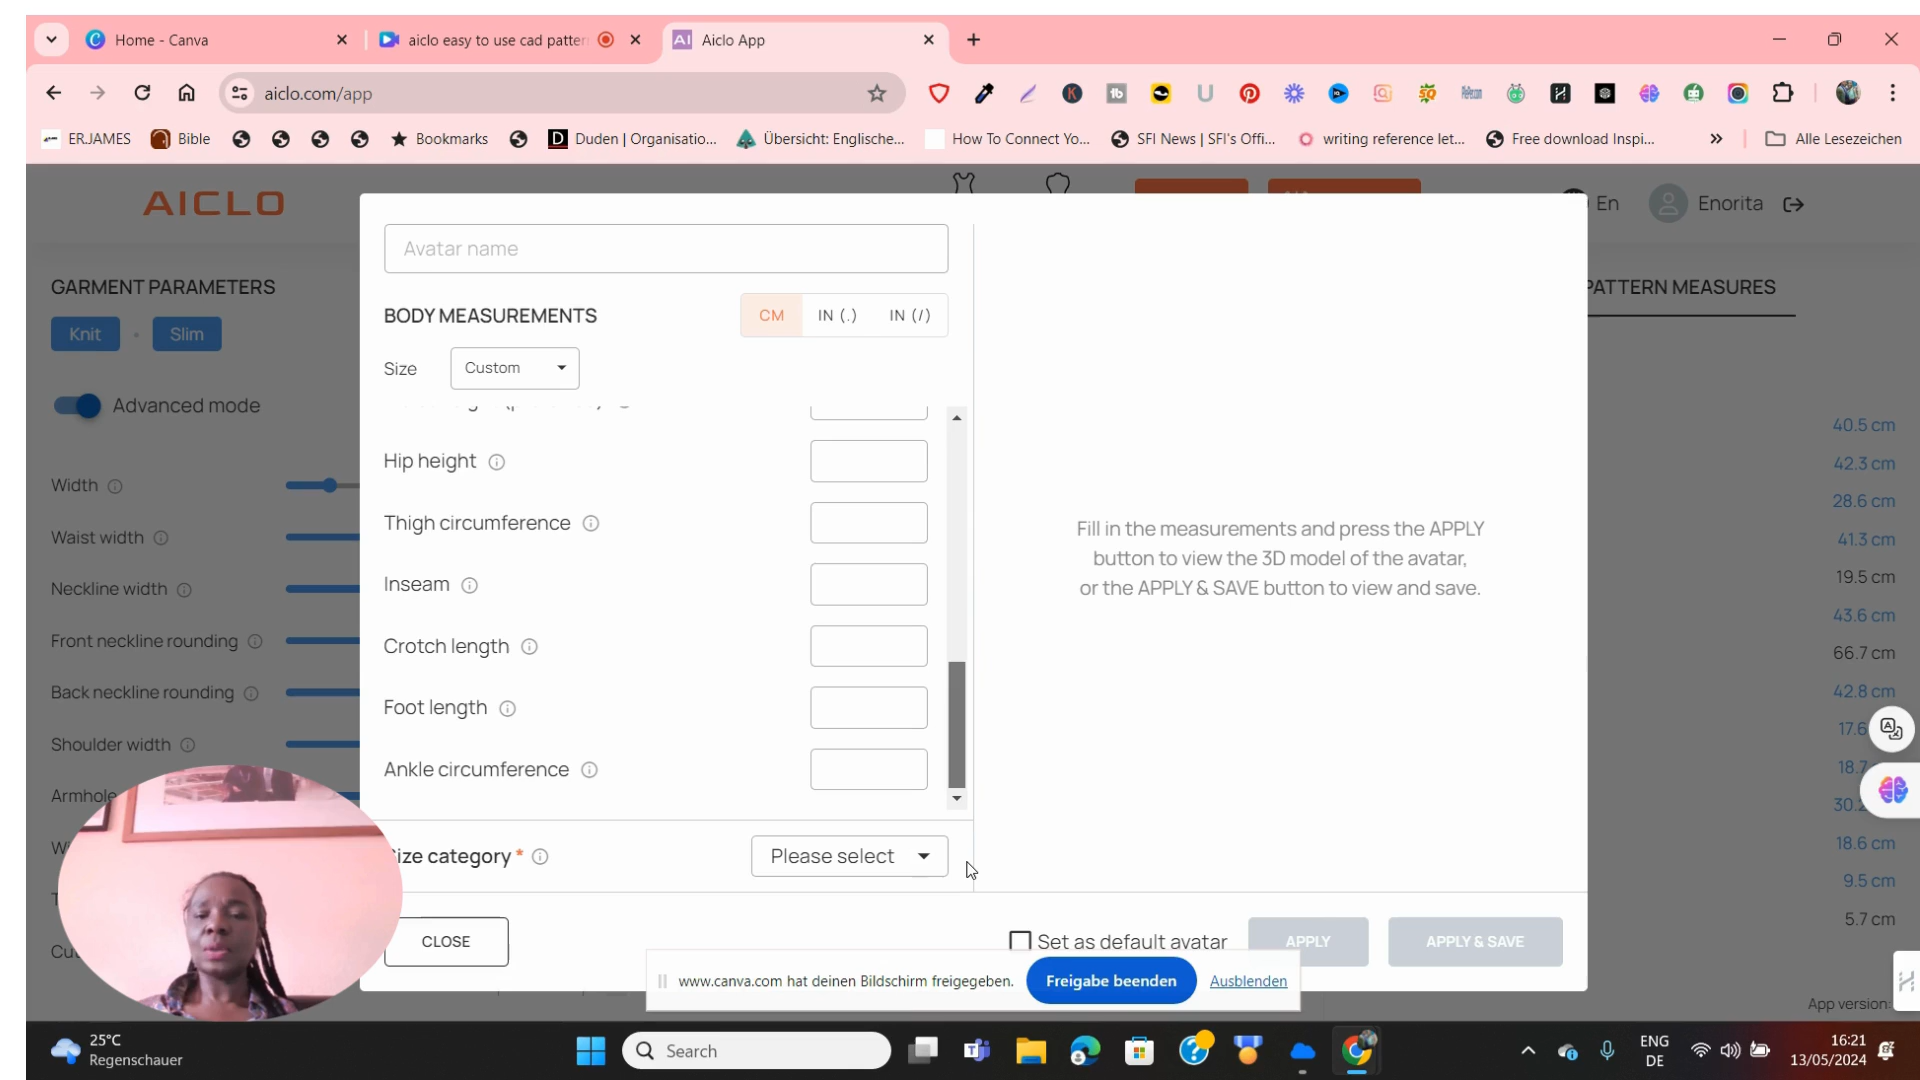 Home - Canva
aiclo easy to use cad patter
AI Aiclo App
aiclo.com/app
ER.JAMES
Bible
Bookmarks
Duden | Organisatio...
Übersicht: Englische...
How To Connect Yo...
SFI News | SFI's Offi...
writing reference let...
Free download Inspi...
Alle Lesezeichen
AICLO
En
Enorita
GARMENT PARAMETERS
Knit
Slim
Advanced mode
Width
Waist width
Neckline width
Front neckline rounding
Back neckline rounding
Shoulder width
Armhole
Avatar name
BODY MEASUREMENTS
CM
IN (.)
IN (/)
Size
Custom
Hip height
Thigh circumference
Inseam
Crotch length
Foot length
Ankle circumference
Size category *
Please select
CLOSE
Fill in the measurements and press the APPLY
button to view the 3D model of the avatar,
or the APPLY & SAVE button to view and save.
Set as default avatar
APPLY
APPLY & SAVE
PATTERN MEASURES
40.5 cm
42.3 cm
28.6 cm
41.3 cm
19.5 cm
43.6 cm
66.7 cm
42.8 cm
17.6
18.7
30.2
18.6 cm
9.5 cm
5.7 cm
App version:
www.canva.com hat deinen Bildschirm freigegeben.
Freigabe beenden
Ausblenden
25°C
Regenschauer
Search
ENG
DE
16:21
13/05/2024